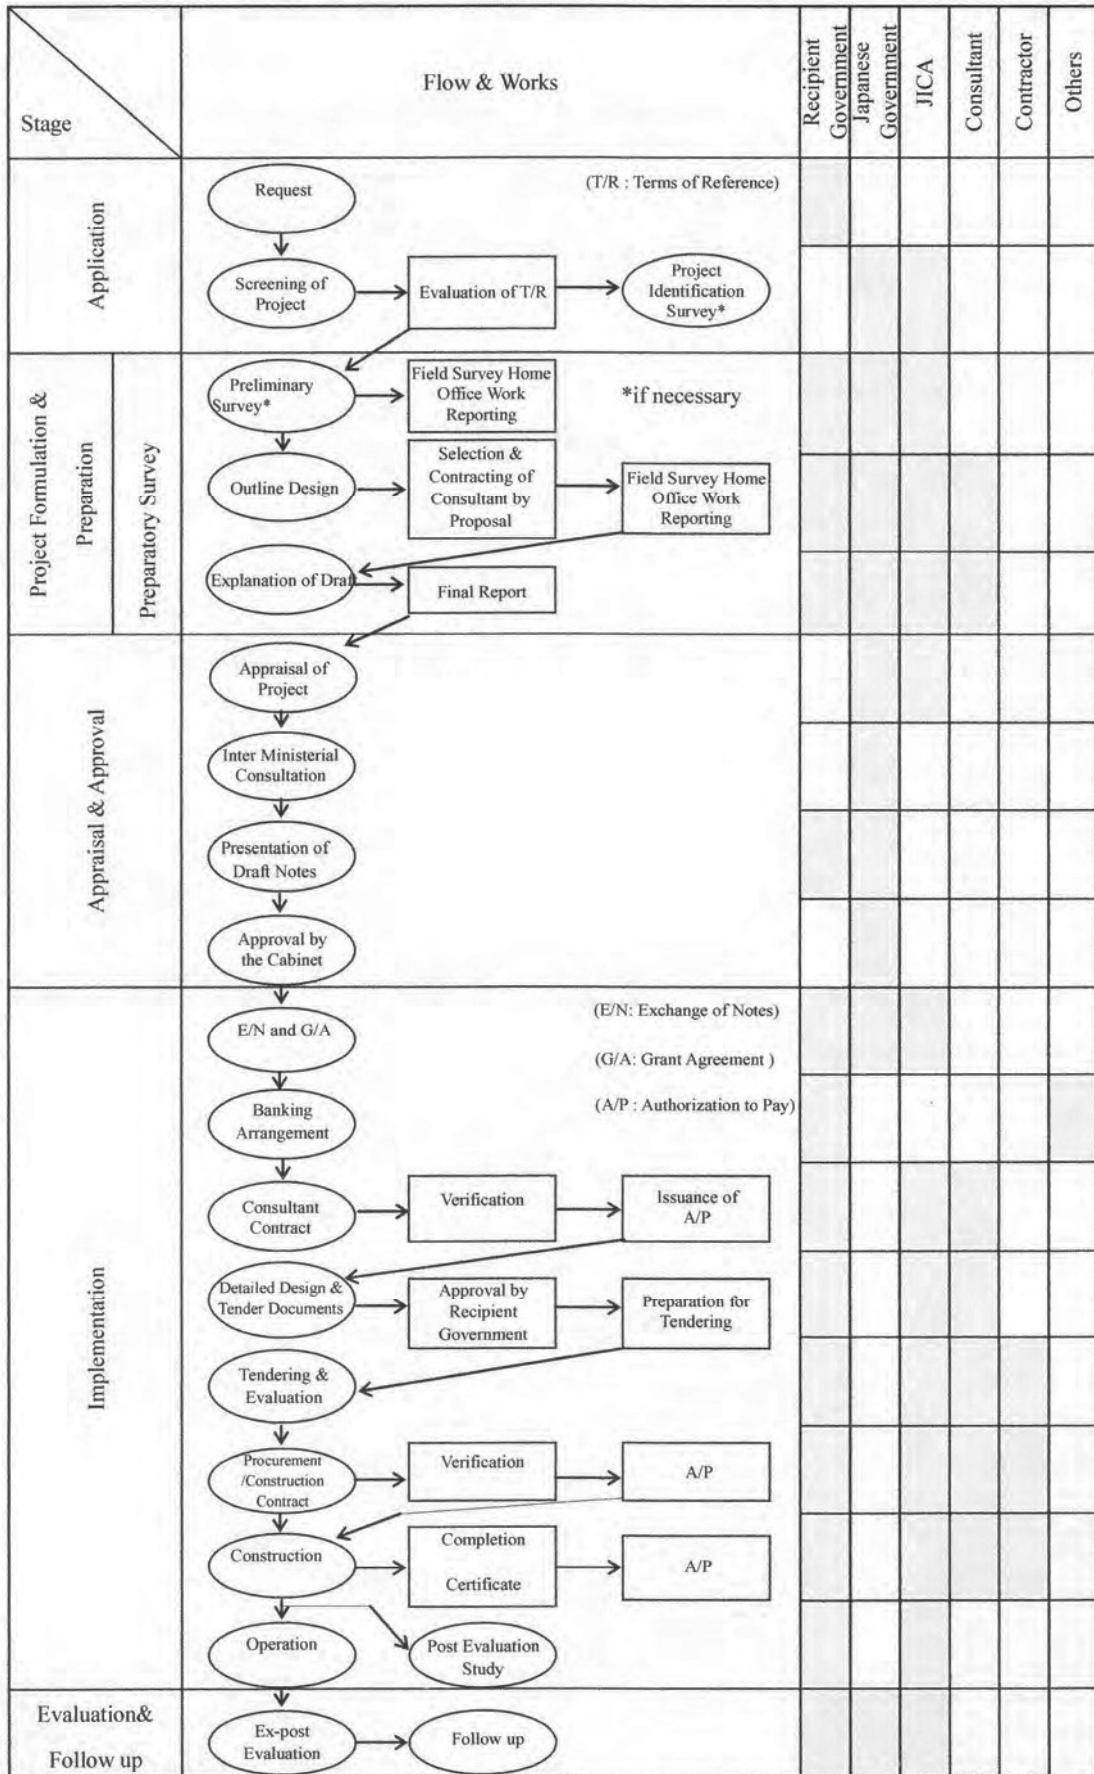 Stage
Flow & Works
Recipient
Government
Japanese
Government
JICA
Consultant
Contractor
Others
Application
Request
(T/R : Terms of Reference)
Screening of
Project
Evaluation of T/R
Project
Identification
Survey*
Project Formulation &
Preparation
Preparatory Survey
Preliminary
Survey*
Field Survey Home
Office Work
Reporting
*if necessary
Outline Design
Selection &
Contracting of
Consultant by
Proposal
Field Survey Home
Office Work
Reporting
Explanation of Draft
Final Report
Appraisal & Approval
Appraisal of
Project
Inter Ministerial
Consultation
Presentation of
Draft Notes
Approval by
the Cabinet
Implementation
E/N and G/A
(E/N: Exchange of Notes)
(G/A: Grant Agreement )
(A/P : Authorization to Pay)
Banking
Arrangement
Consultant
Contract
Verification
Issuance of
A/P
Detailed Design &
Tender Documents
Approval by
Recipient
Government
Preparation for
Tendering
Tendering &
Evaluation
Procurement
/Construction
Contract
Verification
A/P
Construction
Completion
Certificate
A/P
Operation
Post Evaluation
Study
Evaluation&
Follow up
Ex-post
Evaluation
Follow up